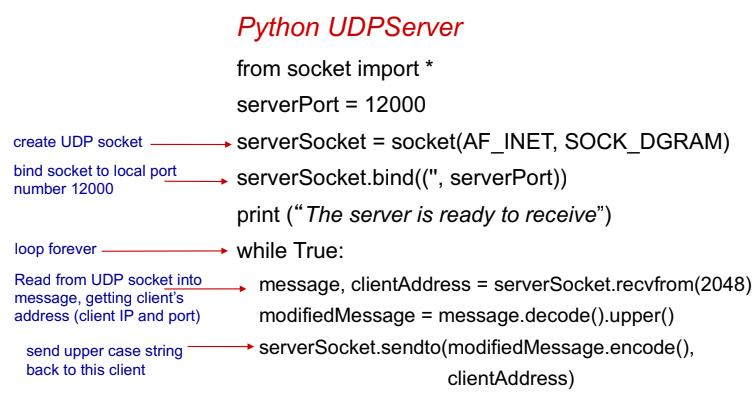 Python UDPServer
from socket import *
serverPort = 12000
create UDP socket
serverSocket = socket(AF_INET, SOCK_DGRAM)
bind socket to local port
number 12000
serverSocket.bind(('', serverPort))
print (“The server is ready to receive”)
loop forever
while True:
Read from UDP socket into
message, getting client’s
address (client IP and port)
message, clientAddress = serverSocket.recvfrom(2048)
modifiedMessage = message.decode().upper()
send upper case string
back to this client
serverSocket.sendto(modifiedMessage.encode(),
clientAddress)